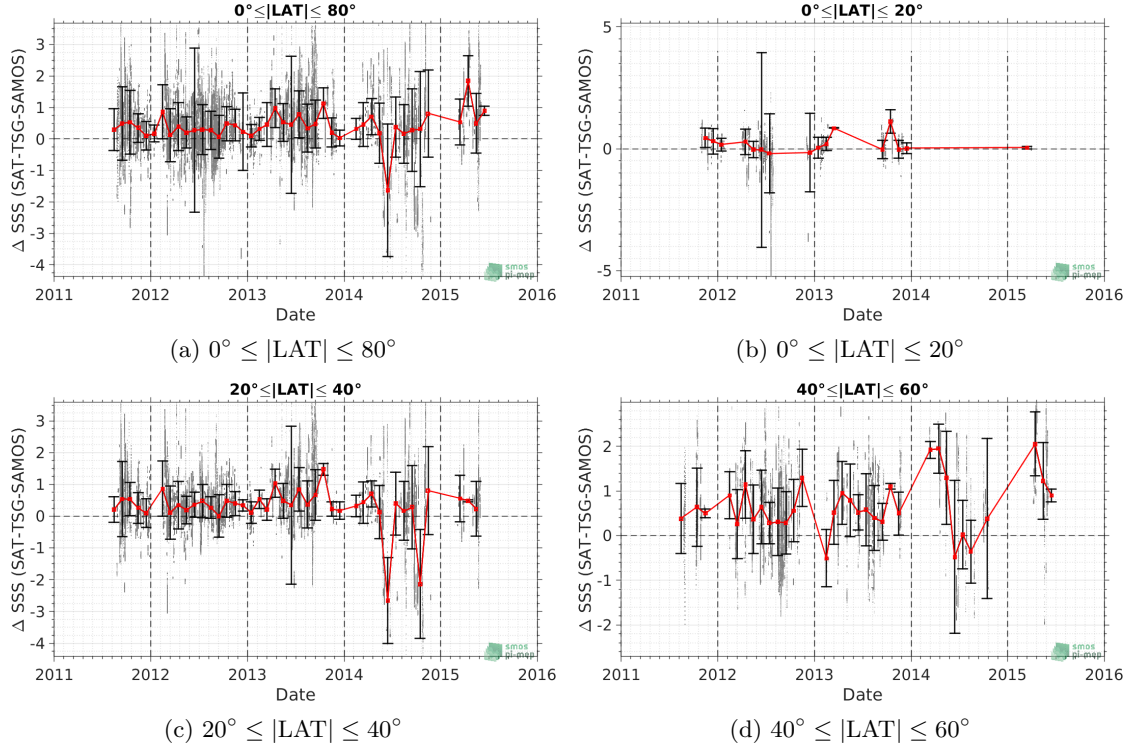 0°≤|LAT|≤ 80°
Δ SSS (SAT-TSG-SAMOS)
3
2
1
0
-1
-2
-3
-4
2011 2012 2013 2014 2015 2016
Date
smos
pi-mep
(a) 0° ≤ |LAT| ≤ 80°
0°≤|LAT|≤ 20°
Δ SSS (SAT-TSG-SAMOS)
5
0
-5
2011 2012 2013 2014 2015 2016
Date
smos
pi-mep
(b) 0° ≤ |LAT| ≤ 20°
20°≤|LAT|≤ 40°
Δ SSS (SAT-TSG-SAMOS)
3
2
1
0
-1
-2
-3
-4
2011 2012 2013 2014 2015 2016
Date
smos
pi-mep
(c) 20° ≤ |LAT| ≤ 40°
40°≤|LAT|≤ 60°
Δ SSS (SAT-TSG-SAMOS)
2
1
0
-1
-2
2011 2012 2013 2014 2015 2016
Date
smos
pi-mep
(d) 40° ≤ |LAT| ≤ 60°